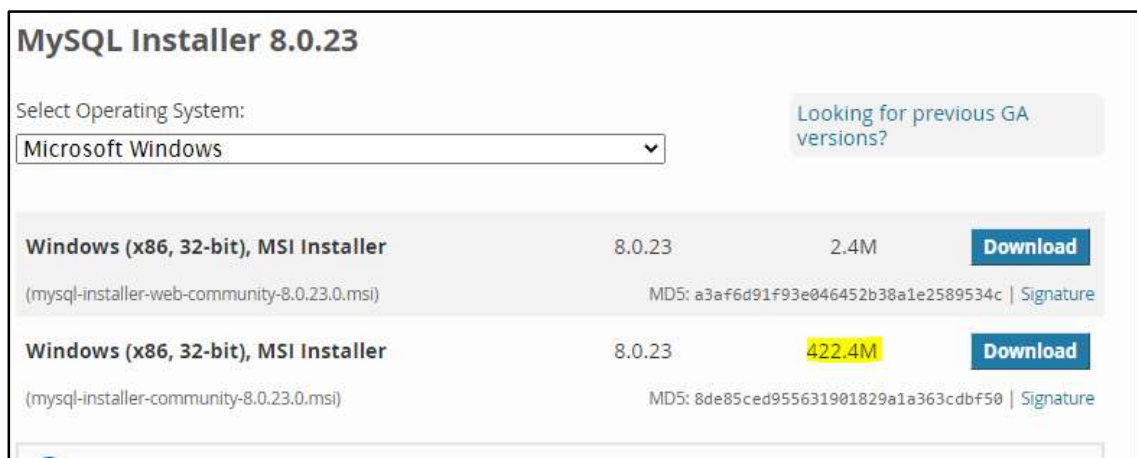 MySQL Installer 8.0.23
Select Operating System:
Looking for previous GA
versions?
Microsoft Windows
Windows (x86, 32-bit), MSI Installer 8.0.23 2.4M Download
(mysql-installer-web-community-8.0.23.0.msi) MD5: a3af6d91f93e046452b38a1e2589534c | Signature
Windows (x86, 32-bit), MSI Installer 8.0.23 422.4M Download
(mysql-installer-community-8.0.23.0.msi) MD5: 8de85ced955631901829a1a363cdbf50 | Signature